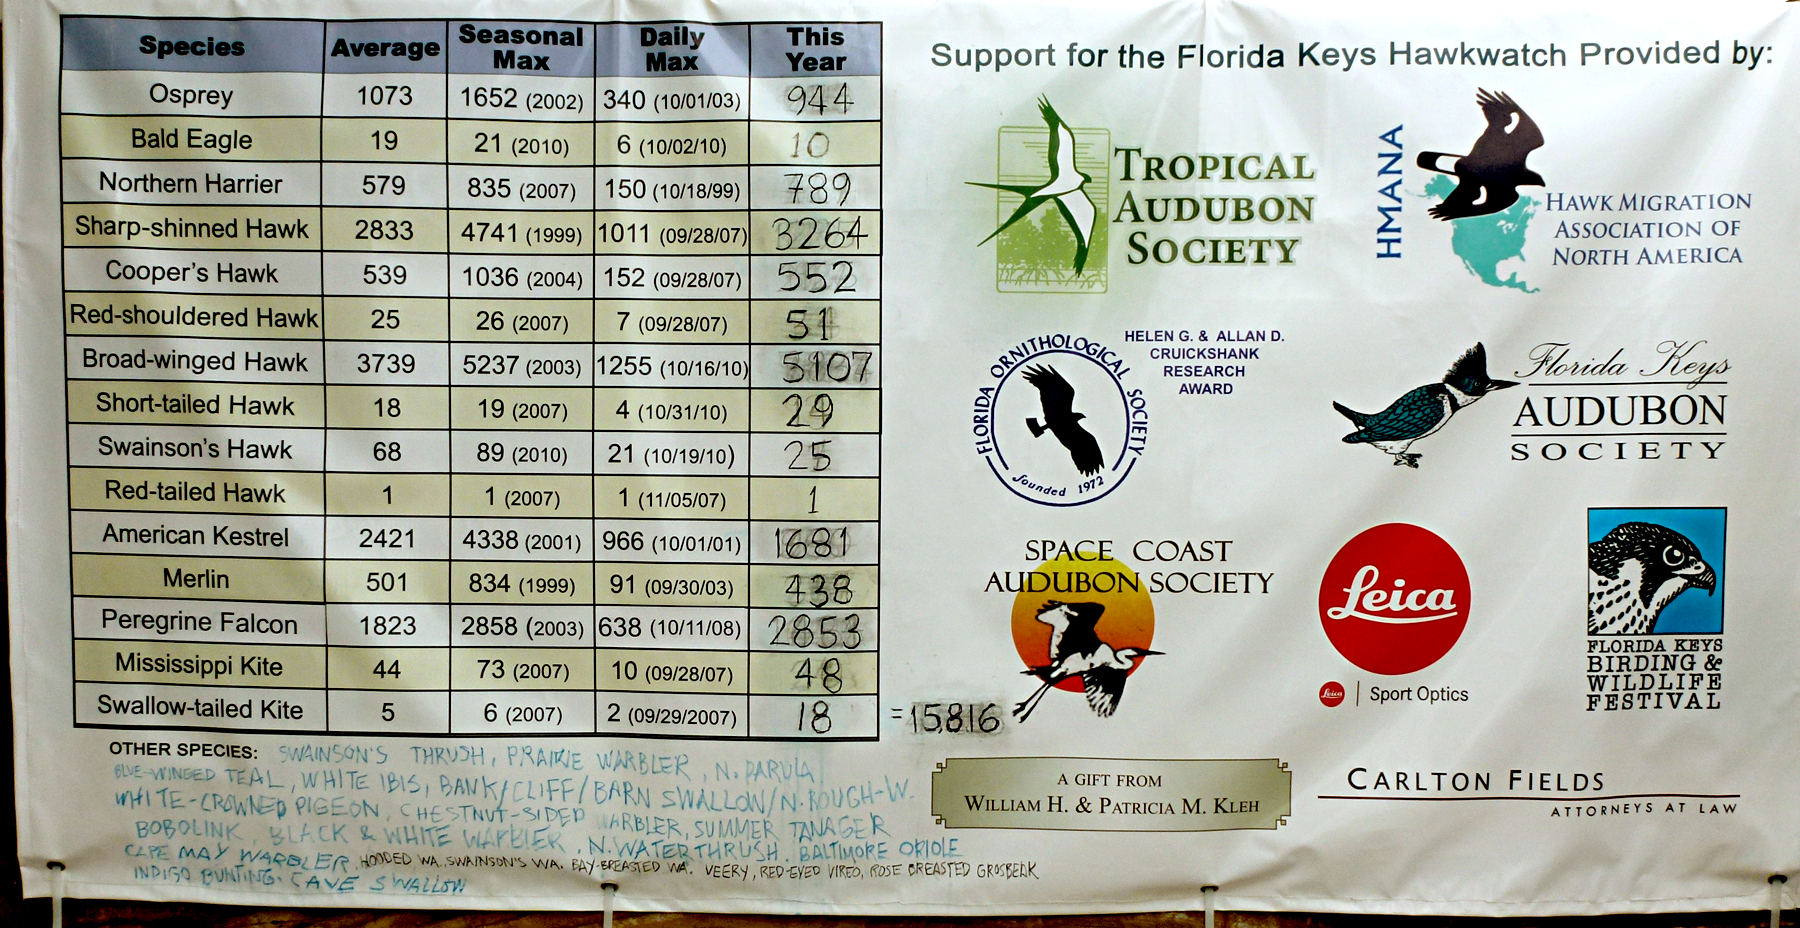 Species Average Seasonal Max Daily Max This Year
Osprey 1073 1652 (2002) 340 (10/01/03) 944
Bald Eagle 19 21 (2010) 6 (10/02/10) 10
Northern Harrier 579 835 (2007) 150 (10/18/99) 789
Sharp-shinned Hawk 2833 4741 (1999) 1011 (09/28/07) 3264
Cooper's Hawk 539 1036 (2004) 152 (09/28/07) 552
Red-shouldered Hawk 25 26 (2007) 7 (09/28/07) 51
Broad-winged Hawk 3739 5237 (2003) 1255 (10/16/10) 5107
Short-tailed Hawk 18 19 (2007) 4 (10/31/10) 29
Swainson's Hawk 68 89 (2010) 21 (10/19/10) 25
Red-tailed Hawk 1 1 (2007) 1 (11/05/07) 1
American Kestrel 2421 4338 (2001) 966 (10/01/01) 1681
Merlin 501 834 (1999) 91 (09/30/03) 438
Peregrine Falcon 1823 2858 (2003) 638 (10/11/08) 2853
Mississippi Kite 44 73 (2007) 10 (09/28/07) 48
Swallow-tailed Kite 5 6 (2007) 2 (09/29/2007) 18
=15,816
OTHER SPECIES: SWAINSON'S THRUSH, PRAIRIE WARBLER, N. PARULA
BLUE-WINGED TEAL, WHITE IBIS, BANK/CLIFF/BARN SWALLOW/N. ROUGH-W.
WHITE-CROWNED PIGEON, CHESTNUT-SIDED WARBLER, SUMMER TANAGER
BOBOLINK, BLACK & WHITE WARBLER, N. WATERTHRUSH, BALTIMORE ORIOLE
CAPE MAY WARBLER, HOODED WA. SWAINSON'S WA. BAY-BREASTED WA. VEERY, RED-EYED VIREO, ROSE BREASTED GROSBEAK
INDIGO BUNTING. CAVE SWALLOW
Support for the Florida Keys Hawkwatch Provided by:
TROPICAL
AUDUBON
SOCIETY
HMANA
HAWK MIGRATION
ASSOCIATION OF
NORTH AMERICA
FLORIDA ORNITHOLOGICAL SOCIETY
founded 1972
HELEN G. & ALLAN D.
CRUICKSHANK
RESEARCH
AWARD
Florida Keys
AUDUBON
SOCIETY
SPACE COAST
AUDUBON SOCIETY
Leica
Leica | Sport Optics
FLORIDA KEYS
BIRDING &
WILDLIFE
FESTIVAL
A GIFT FROM
WILLIAM H. & PATRICIA M. KLEH
CARLTON FIELDS
ATTORNEYS AT LAW